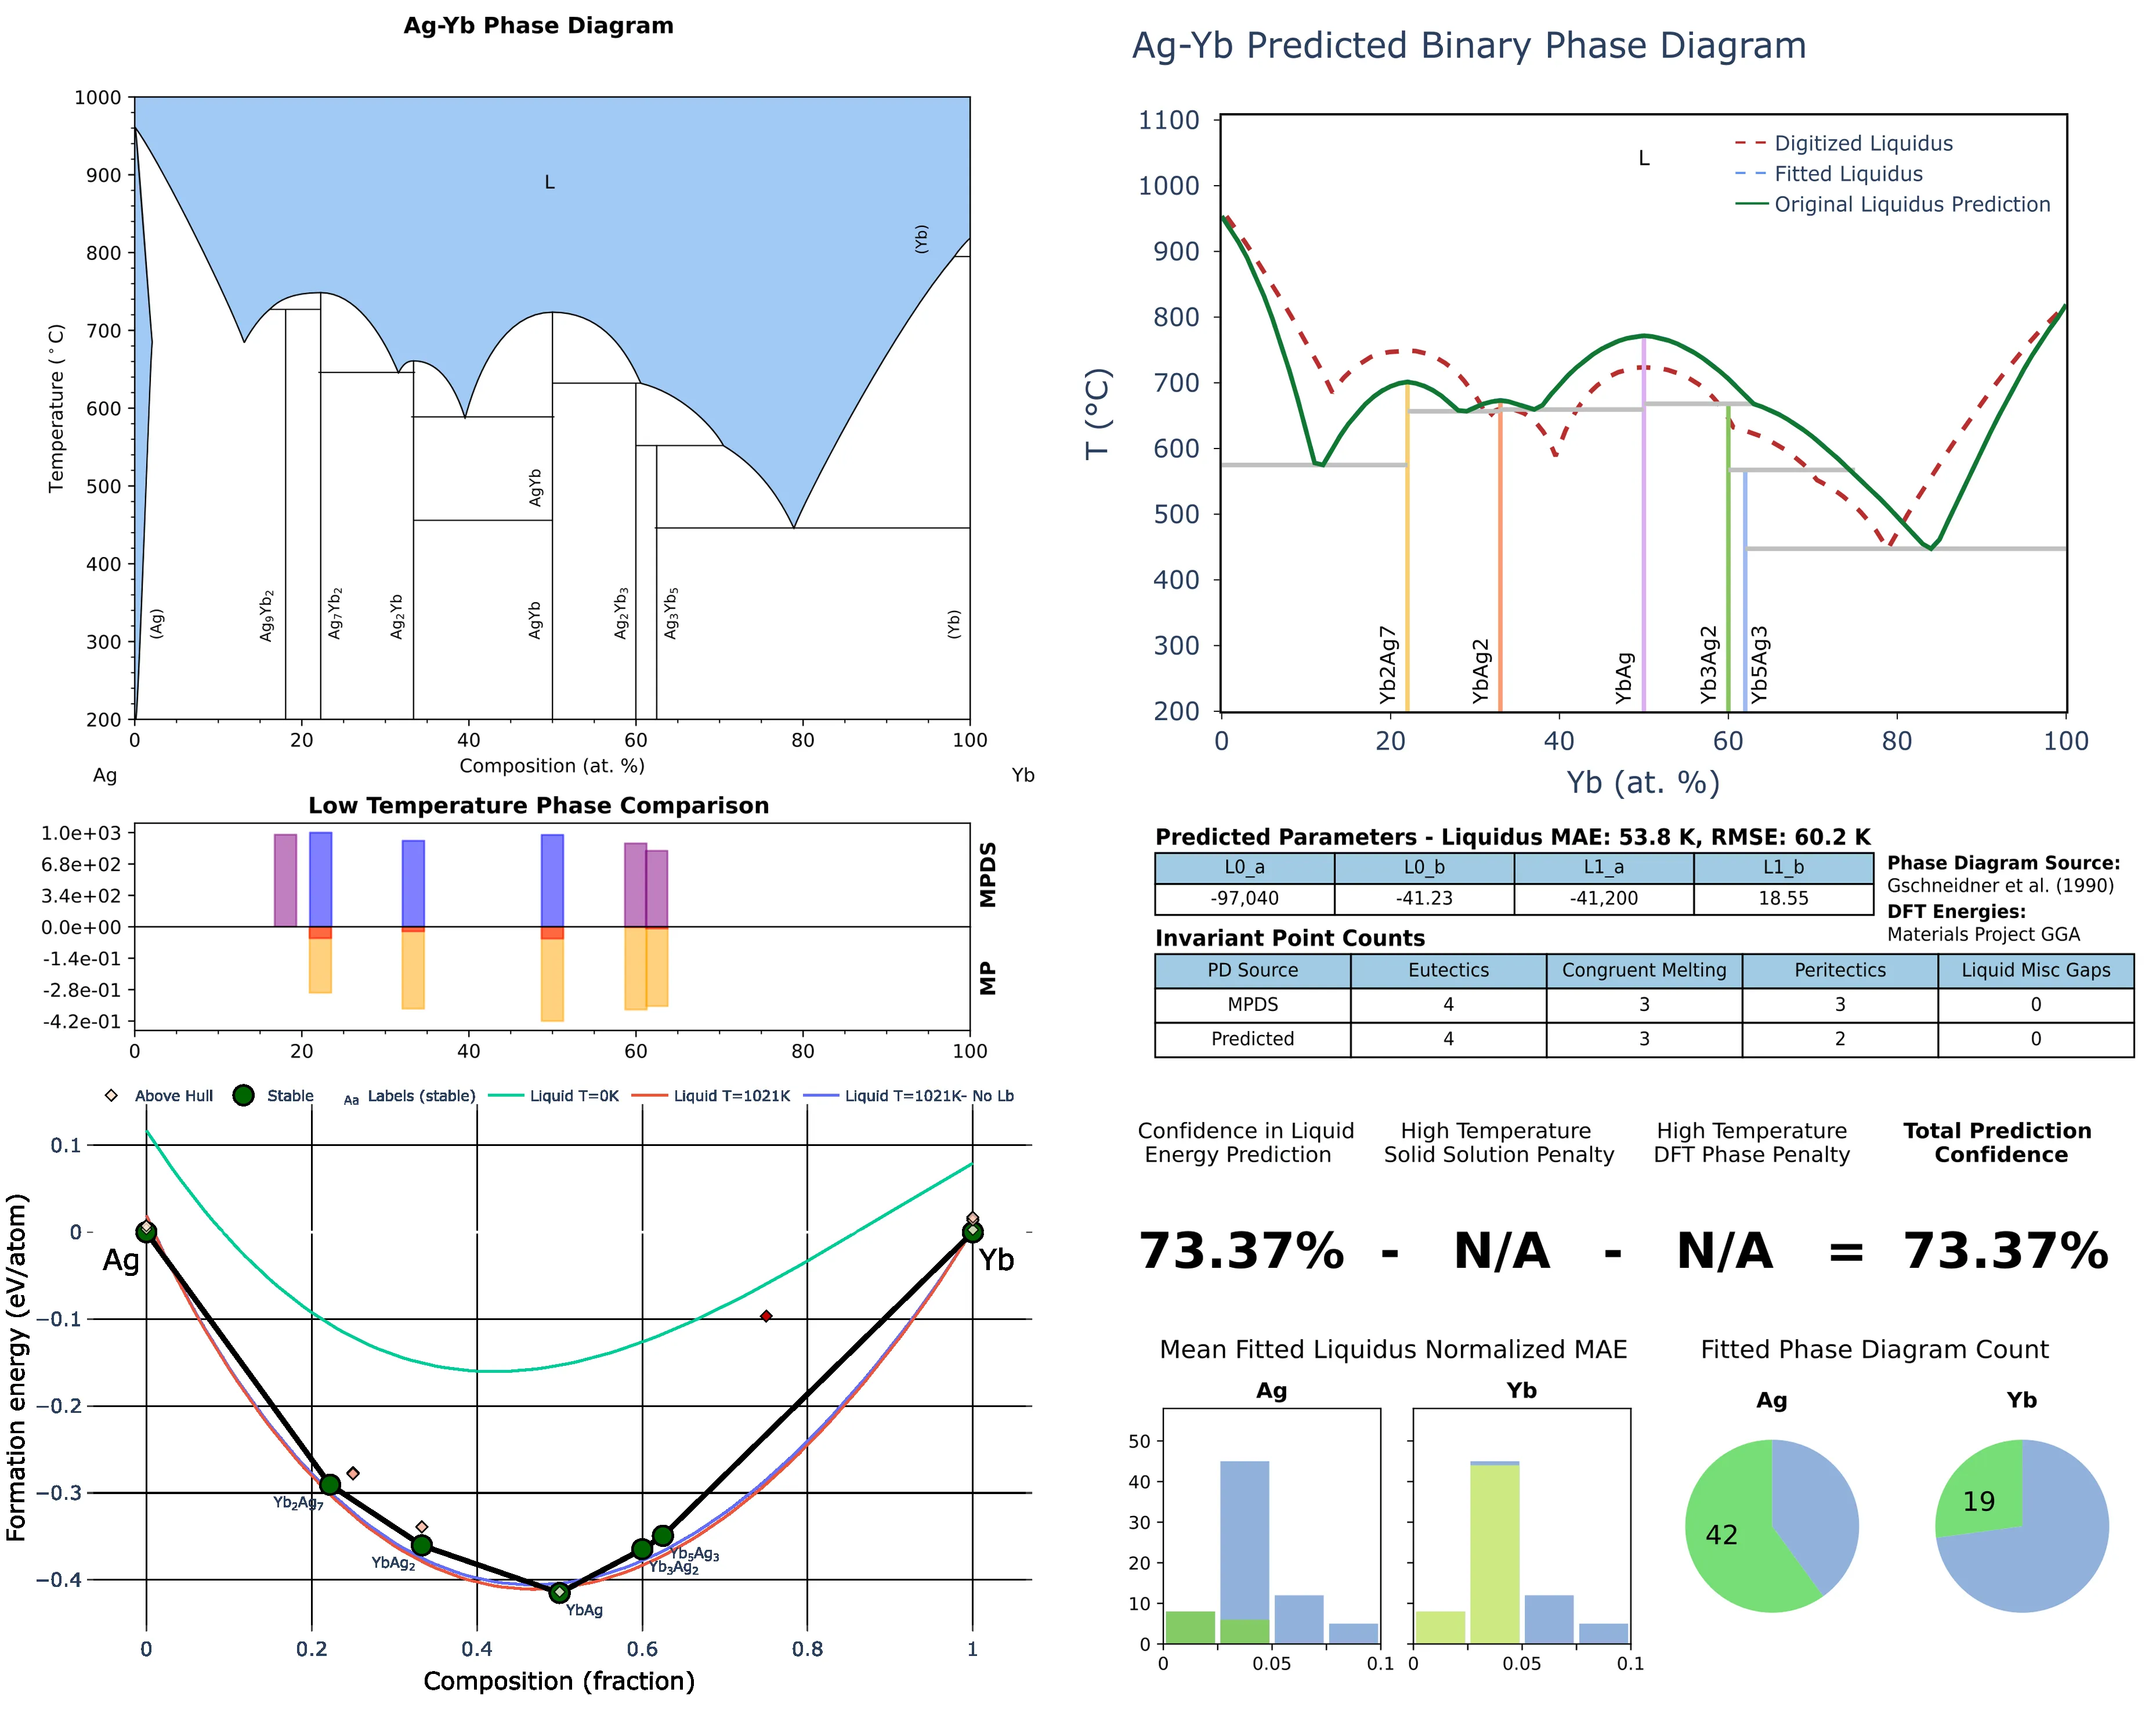 Ag-Yb Phase Diagram
1000
900
800
700
600
500
400
300
200
Temperature (°C)
L
(Yb)
(Ag)
Ag₉Yb₂
Ag₇Yb₂
Ag₂Yb
AgYb
AgYb
Ag₂Yb₃
Ag₃Yb₅
(Yb)
0 20 40 60 80 100
Composition (at. %)
Ag Yb
Ag-Yb Predicted Binary Phase Diagram
1100
1000
900
800
700
600
500
400
300
200
T (°C)
L
Digitized Liquidus
Fitted Liquidus
Original Liquidus Prediction
Yb2Ag7
YbAg2
YbAg
Yb3Ag2
Yb5Ag3
0 20 40 60 80 100
Yb (at. %)
Low Temperature Phase Comparison
1.0e+03
6.8e+02
3.4e+02
0.0e+00
-1.4e-01
-2.8e-01
-4.2e-01
MPDS
MP
0 20 40 60 80 100
Predicted Parameters - Liquidus MAE: 53.8 K, RMSE: 60.2 K
L0_a L0_b L1_a L1_b
-97,040 -41.23 -41,200 18.55
Phase Diagram Source:
Gschneidner et al. (1990)
DFT Energies:
Materials Project GGA
Invariant Point Counts
PD Source Eutectics Congruent Melting Peritectics Liquid Misc Gaps
MPDS 4 3 3 0
Predicted 4 3 2 0
Above Hull Stable Aa Labels (stable) Liquid T=0K Liquid T=1021K Liquid T=1021K- No Lb
0.1
0
−0.1
−0.2
−0.3
−0.4
Formation energy (eV/atom)
Ag
Yb
Yb₂Ag₇
YbAg₂
YbAg
Yb₃Ag₂
Yb₅Ag₃
0 0.2 0.4 0.6 0.8 1
Composition (fraction)
Confidence in Liquid
Energy Prediction
High Temperature
Solid Solution Penalty
High Temperature
DFT Phase Penalty
Total Prediction
Confidence
73.37% - N/A - N/A = 73.37%
Mean Fitted Liquidus Normalized MAE
Ag
Yb
50
40
30
20
10
0
0 0.05 0.1
0 0.05 0.1
Fitted Phase Diagram Count
Ag
Yb
42
19